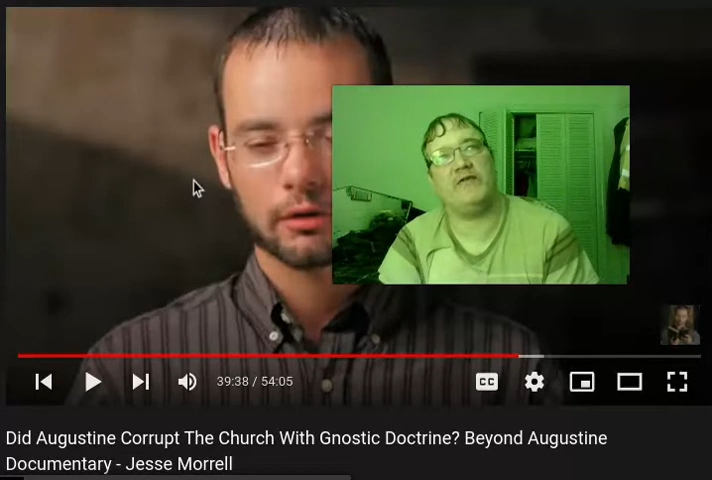 CC
39:38 / 54:05
Did Augustine Corrupt The Church With Gnostic Doctrine? Beyond Augustine
Documentary - Jesse Morrell